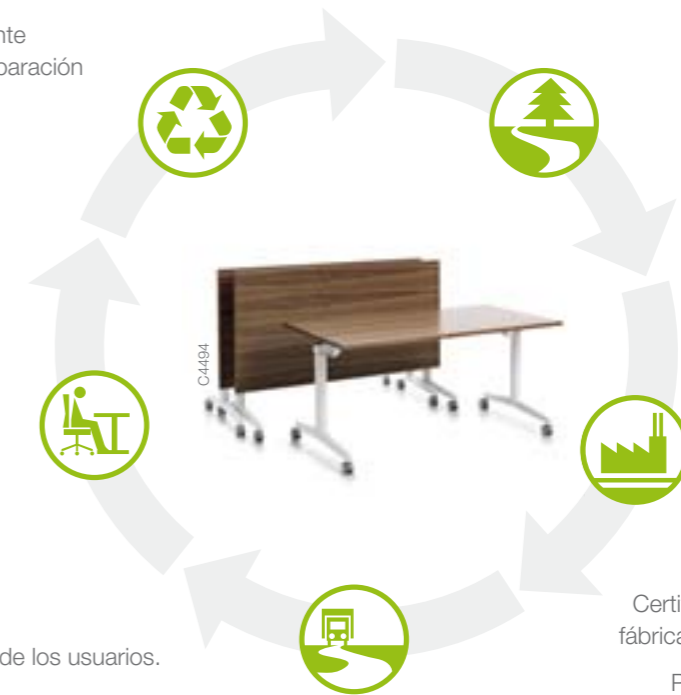 nte
paración
C4494
Certi
fábrica
de los usuarios.